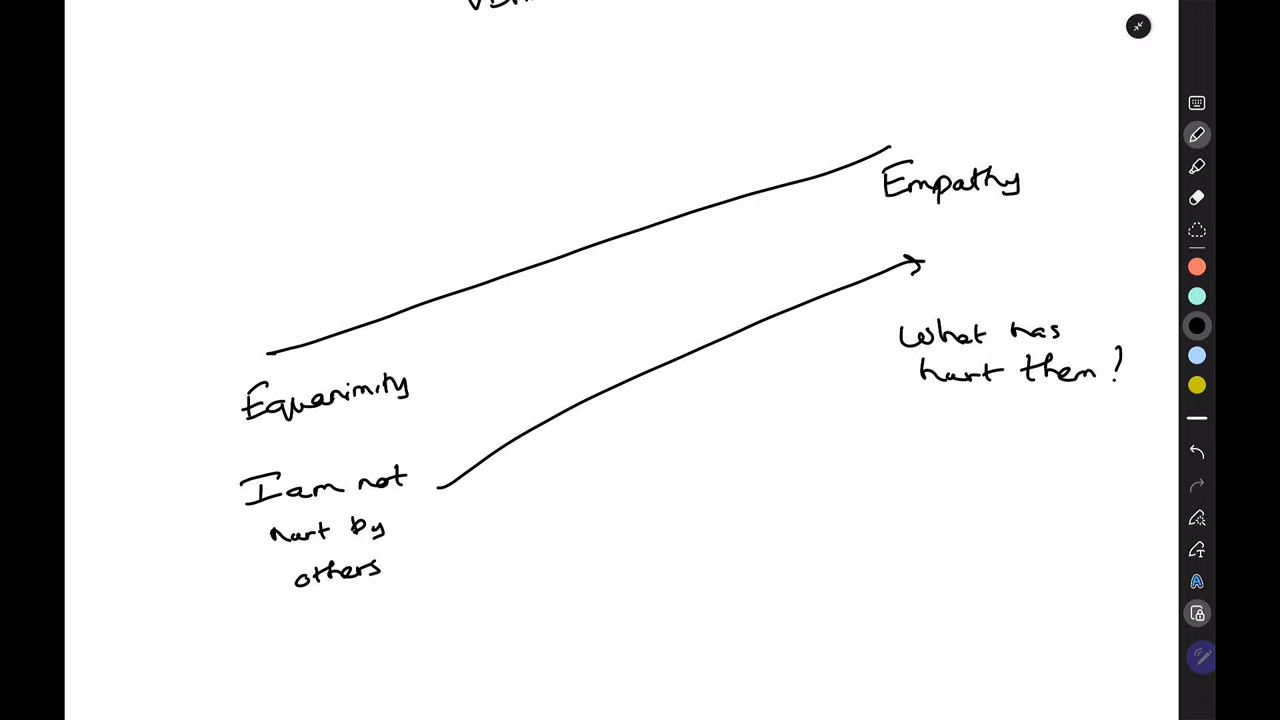 Empathy
What has
hurt them?
Equanimity
I am not
hurt by
others